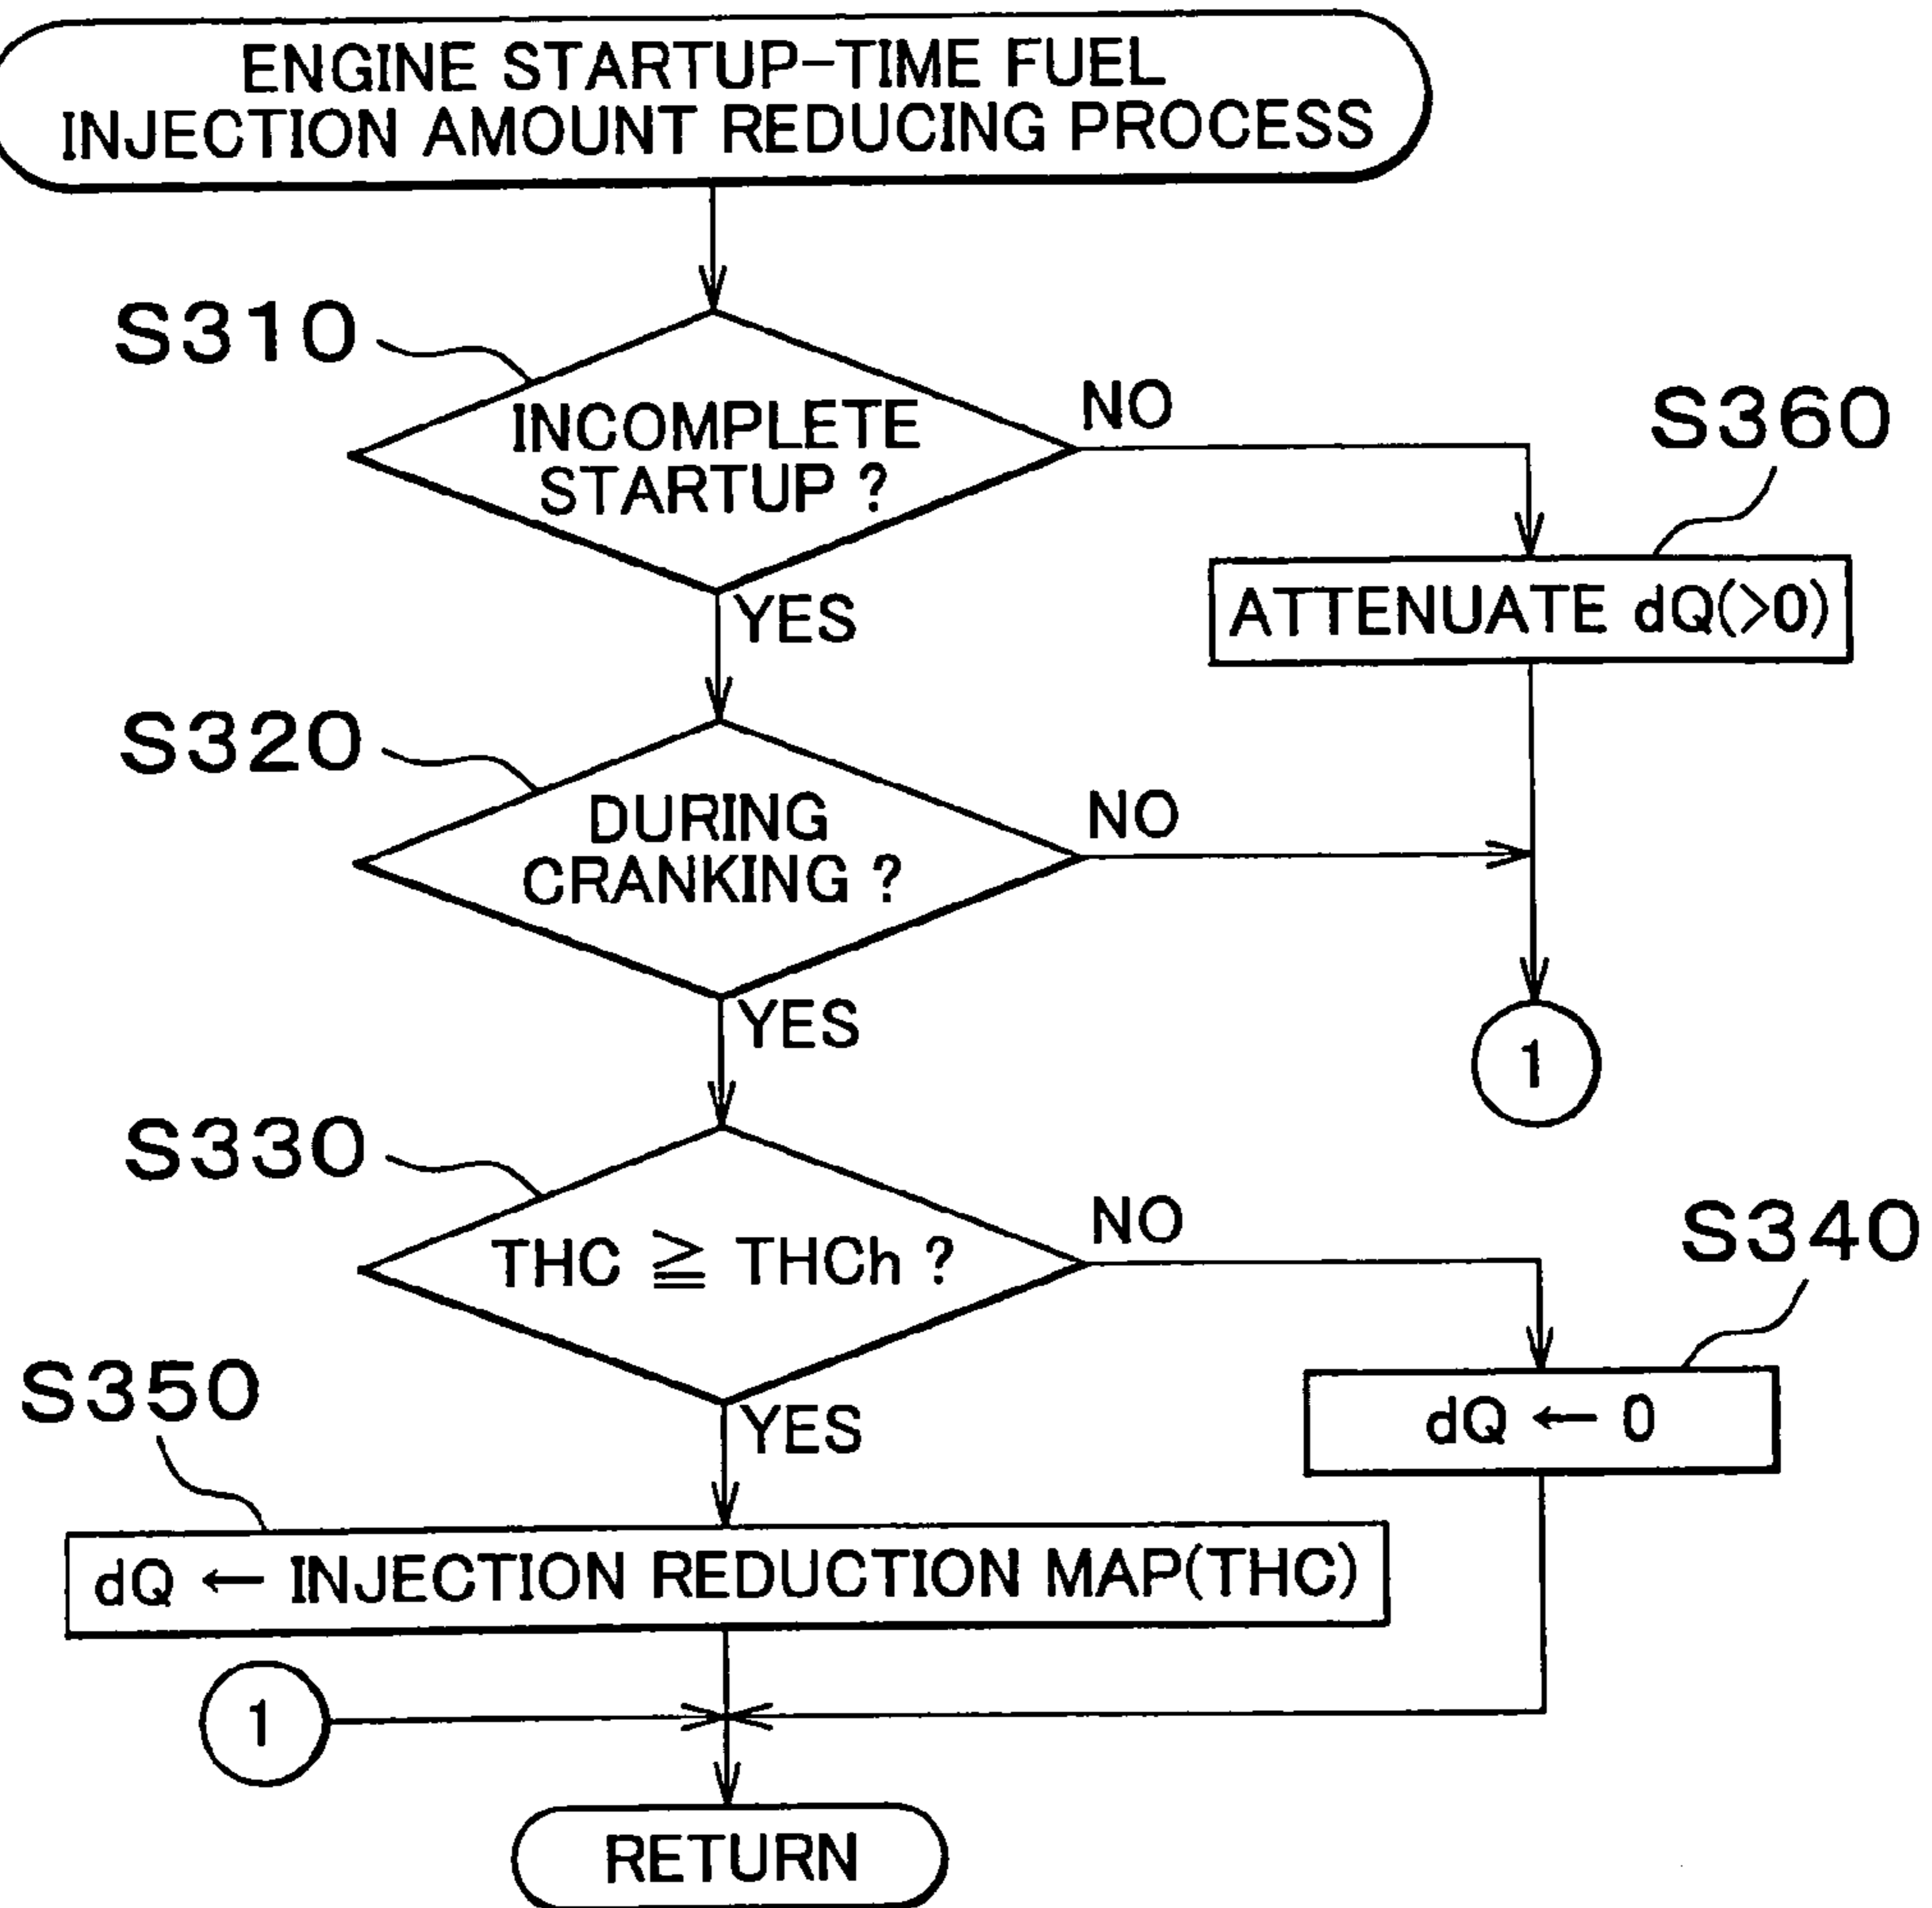 ENGINE STARTUP-TIME FUEL
INJECTION AMOUNT REDUCING PROCESS
S310
INCOMPLETE
STARTUP ?
NO
S360
ATTENUATE dQ(>0)
YES
S320
DURING
CRANKING ?
NO
1
YES
S330
THC ≧ THCh ?
NO
S340
dQ ← 0
YES
S350
dQ ← INJECTION REDUCTION MAP(THC)
1
RETURN